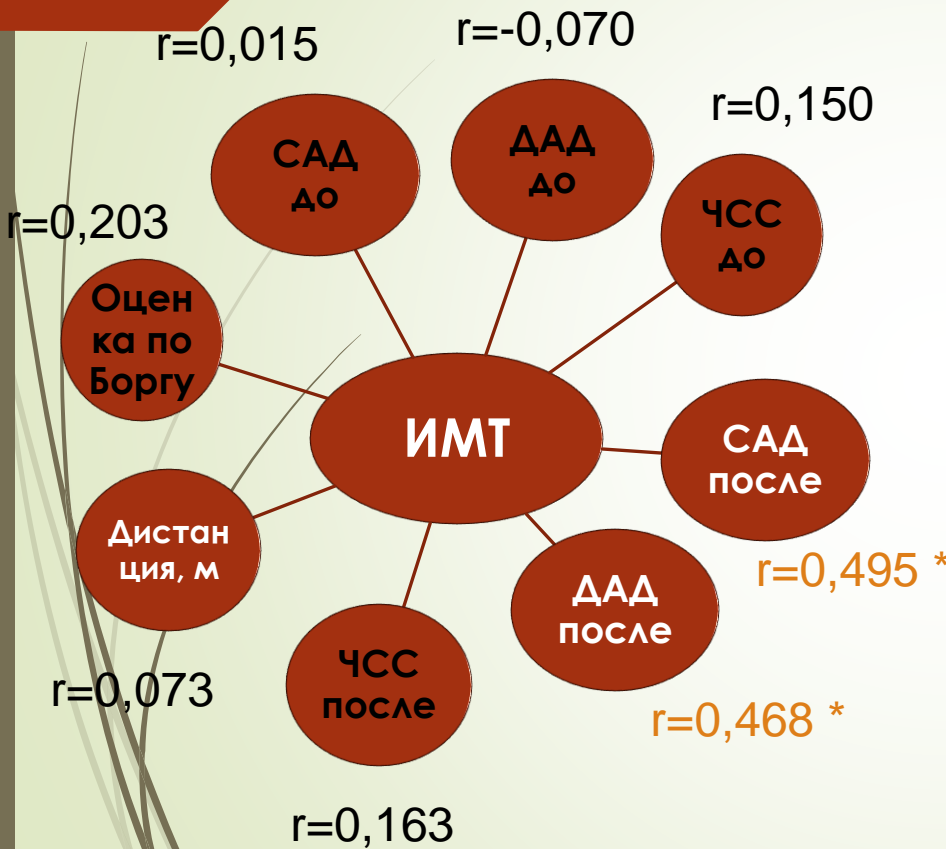 r=0,015
r=-0,070
r=0,150
САД
до
ДАД
до
ЧСС
до
r=0,203
Оцен
ка по
Боргу
ИМТ
САД
после
r=0,495 *
Дистан
ция, м
ДАД
после
r=0,073
ЧСС
после
r=0,468 *
r=0,163